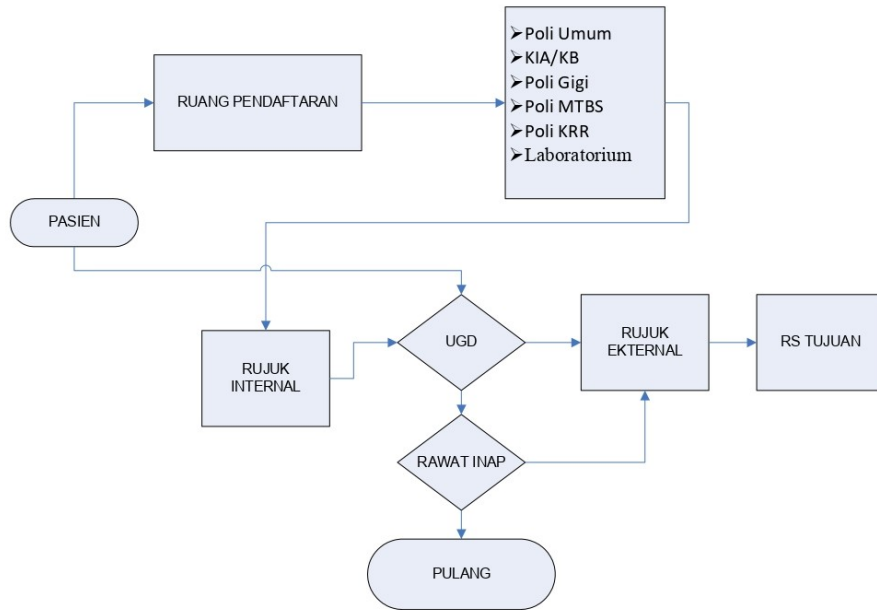 Poli Umum
KIA/KB
Poli Gigi
Poli MTBS
Poli KRR
Laboratorium
RUANG PENDAFTARAN
PASIEN
RUJUK
INTERNAL
UGD
RUJUK
EKTERNAL
RS TUJUAN
RAWAT INAP
PULANG